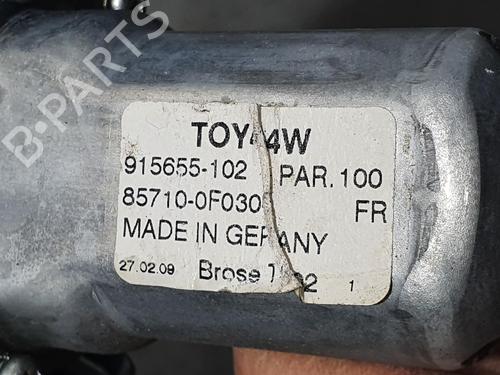 B-PARTS
TOY 4W
915655-102 PAR. 100
85710-0F030 FR
MADE IN GERMANY
27.02.09 Brose 1